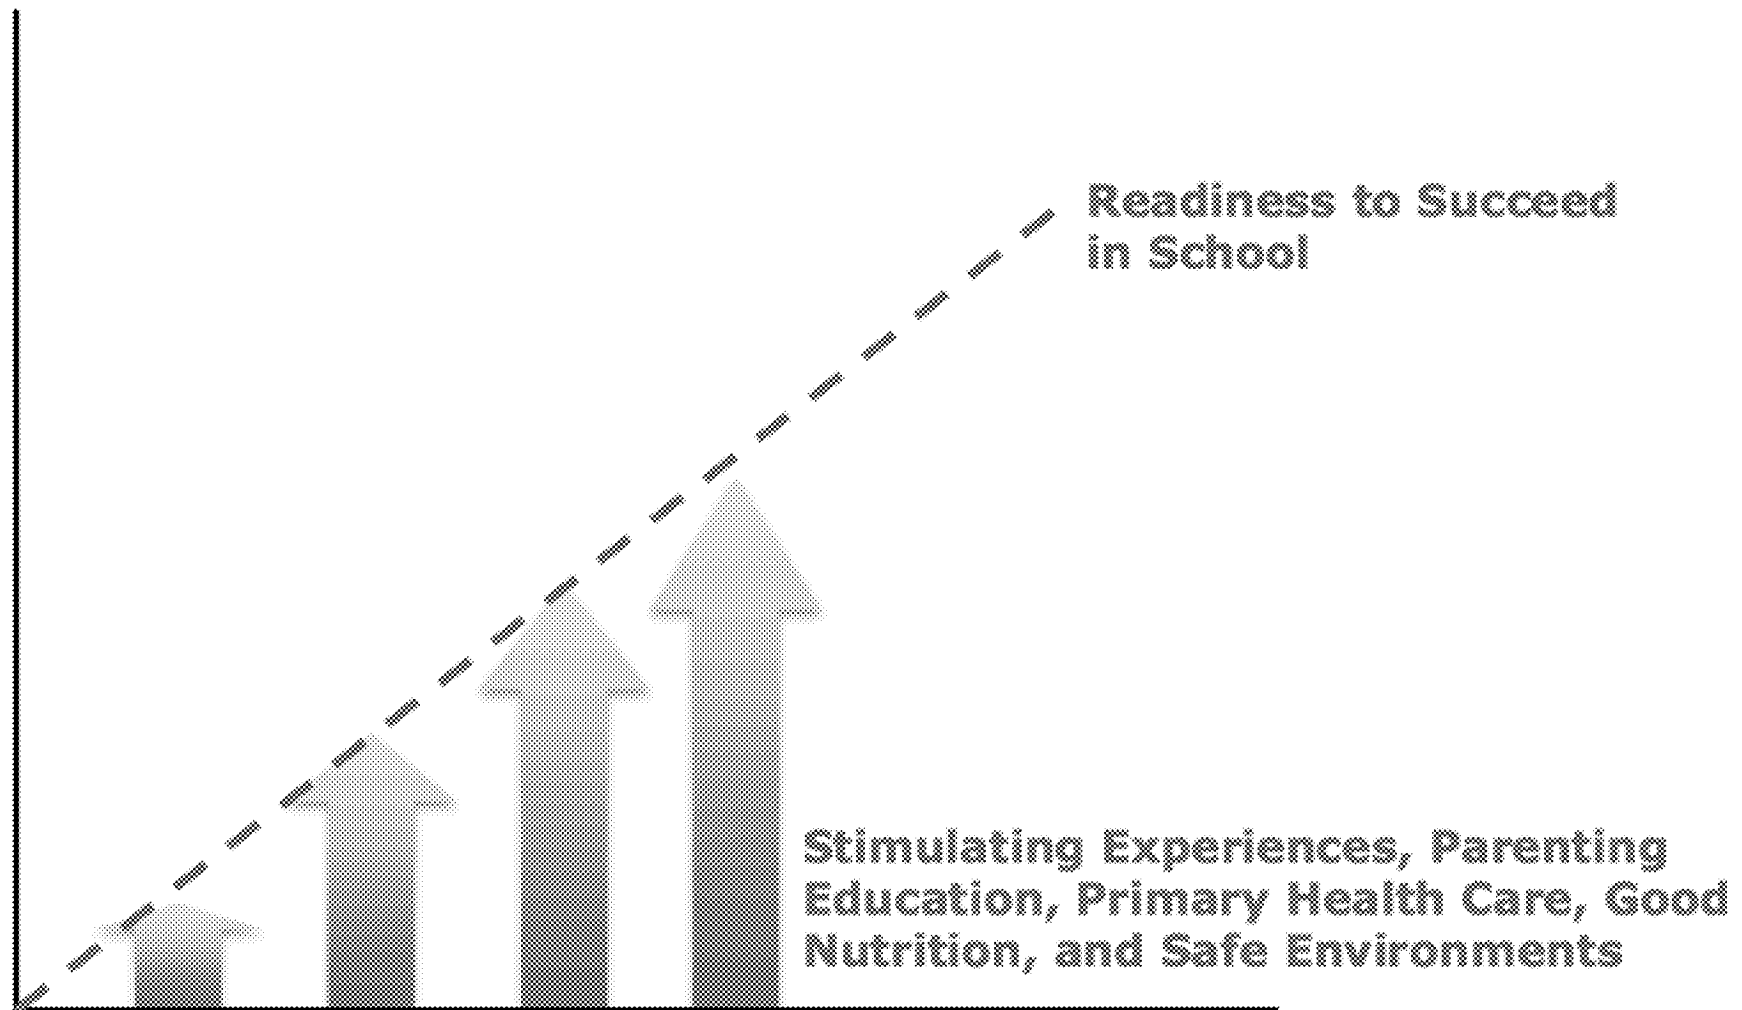 Readiness to Succeed
in School
Stimulating Experiences, Parenting
Education, Primary Health Care, Good
Nutrition, and Safe Environments